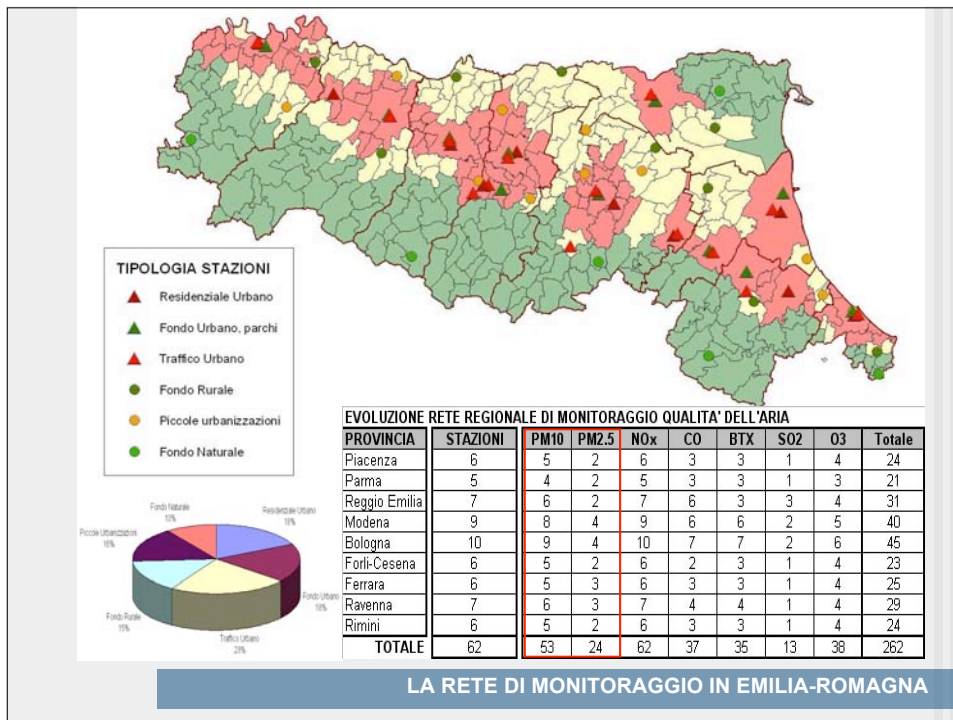 TIPOLOGIA STAZIONI
Residenziale Urbano
Fondo Urbano, parchi
Traffico Urbano
Fondo Rurale
Piccole urbanizzazioni
Fondo Naturale
Fondo Naturale
10%
Residenziale Urbano
18%
Piccole Urbanizzazioni
16%
Fondo Urbano
18%
Fondo Rurale
15%
Traffico Urbano
23%
EVOLUZIONE RETE REGIONALE DI MONITORAGGIO QUALITA' DELL'ARIA
PROVINCIA STAZIONI PM10 PM2.5 NOx CO BTX SO2 O3 Totale
Piacenza 6 5 2 6 3 3 1 4 24
Parma 5 4 2 5 3 3 1 3 21
Reggio Emilia 7 6 2 7 6 3 3 4 31
Modena 9 8 4 9 6 6 2 5 40
Bologna 10 9 4 10 7 7 2 6 45
Forlì-Cesena 6 5 2 6 2 3 1 4 23
Ferrara 6 5 3 6 3 3 1 4 25
Ravenna 7 6 3 7 4 4 1 4 29
Rimini 6 5 2 6 3 3 1 4 24
TOTALE 62 53 24 62 37 35 13 38 262
LA RETE DI MONITORAGGIO IN EMILIA-ROMAGNA